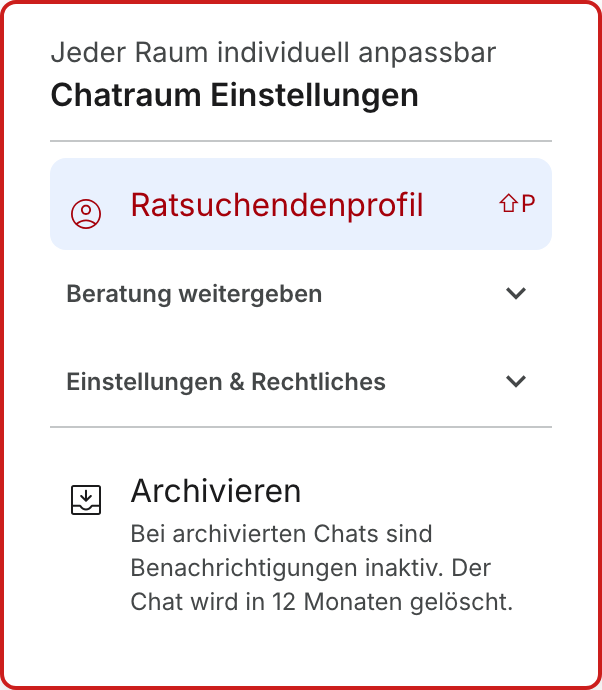 Jeder Raum individuell anpassbar
Chatraum Einstellungen
Ratsuchendenprofil ⇧P
Beratung weitergeben
Einstellungen & Rechtliches
Archivieren
Bei archivierten Chats sind
Benachrichtigungen inaktiv. Der
Chat wird in 12 Monaten gelöscht.